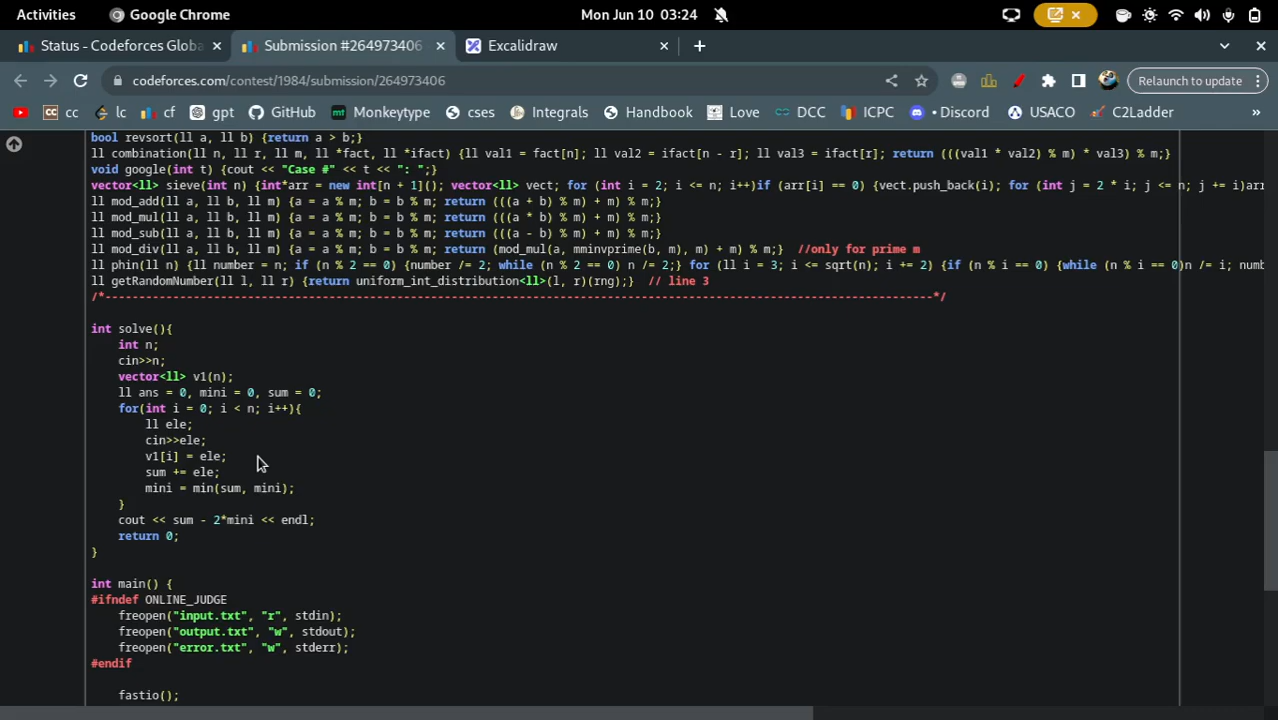 Activities Google Chrome Mon Jun 10 03:24
Status - Codeforces Globa × Submission #264973406 × Excalidraw × +
codeforces.com/contest/1984/submission/264973406 Relaunch to update
cc lc cf gpt GitHub Monkeytype cses Integrals Handbook Love DCC ICPC • Discord USACO C2Ladder »
bool revsort(ll a, ll b) {return a > b;}
ll combination(ll n, ll r, ll m, ll *fact, ll *ifact) {ll val1 = fact[n]; ll val2 = ifact[n - r]; ll val3 = ifact[r]; return (((val1 * val2) % m) * val3) % m;}
void google(int t) {cout << "Case #" << t << ": ";}
vector<ll> sieve(int n) {int*arr = new int[n + 1](); vector<ll> vect; for (int i = 2; i <= n; i++)if (arr[i] == 0) {vect.push_back(i); for (int j = 2 * i; j <= n; j += i)arr
ll mod_add(ll a, ll b, ll m) {a = a % m; b = b % m; return (((a + b) % m) + m) % m;}
ll mod_mul(ll a, ll b, ll m) {a = a % m; b = b % m; return (((a * b) % m) + m) % m;}
ll mod_sub(ll a, ll b, ll m) {a = a % m; b = b % m; return (((a - b) % m) + m) % m;}
ll mod_div(ll a, ll b, ll m) {a = a % m; b = b % m; return (mod_mul(a, mminvprime(b, m), m) + m) % m;} //only for prime m
ll phin(ll n) {ll number = n; if (n % 2 == 0) {number /= 2; while (n % 2 == 0) n /= 2;} for (ll i = 3; i <= sqrt(n); i += 2) {if (n % i == 0) {while (n % i == 0)n /= i; numb
ll getRandomNumber(ll l, ll r) {return uniform_int_distribution<ll>(l, r)(rng);} // line 3
/*--------------------------------------------------------------------------------------------------------------------------*/
int solve(){
int n;
cin>>n;
vector<ll> v1(n);
ll ans = 0, mini = 0, sum = 0;
for(int i = 0; i < n; i++){
ll ele;
cin>>ele;
v1[i] = ele;
sum += ele;
mini = min(sum, mini);
}
cout << sum - 2*mini << endl;
return 0;
}
int main() {
#ifndef ONLINE_JUDGE
freopen("input.txt", "r", stdin);
freopen("output.txt", "w", stdout);
freopen("error.txt", "w", stderr);
#endif
fastio();